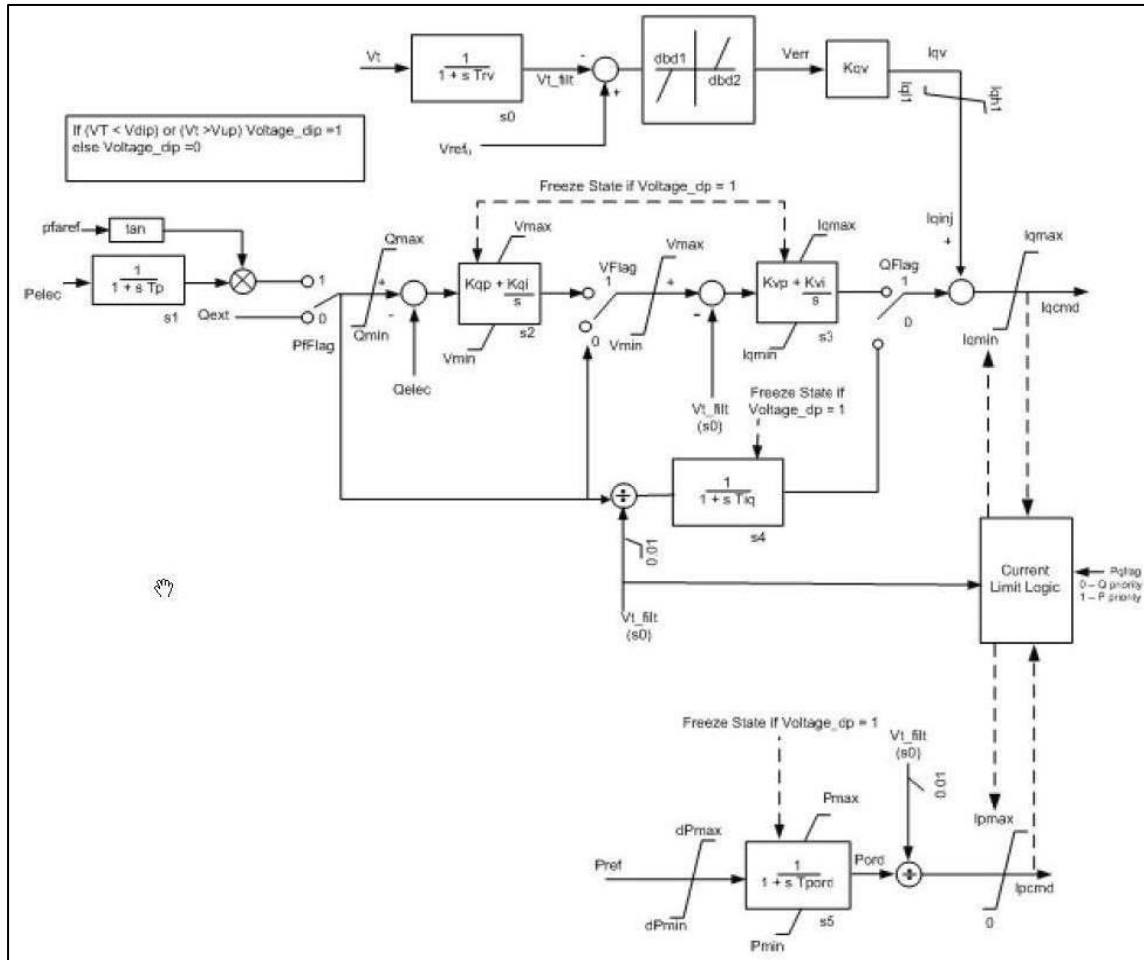 Vt
1
1 + s Trv
s0
Vt_filt
-
+
Vref0
dbd1
dbd2
Verr
Kqv
Iqv
Iql1
Iqh1
If (VT < Vdip) or (Vt >Vup) Voltage_dip =1
else Voltage_dip =0
Freeze State if Voltage_dp = 1
pfaref
tan
Pelec
1
1 + s Tp
s1
Qext
1
0
PfFlag
Qmax
Qmin
+
-
Qelec
Vmax
Kqp + Kqi
s
s2
Vmin
VFlag
1
0
Vmax
Vmin
+
-
Vt_filt
(s0)
Iqmax
Kvp + Kvi
s
s3
Iqmin
QFlag
1
0
Iqinj
+
Iqmax
Iqmin
Iqcmd
Freeze State if
Voltage_dp = 1
÷
1
1 + s Tiq
s4
0.01
Vt_filt
(s0)
Current
Limit Logic
Pqflag
0 – Q priority
1 – P priority
Freeze State if Voltage_dp = 1
Vt_filt
(s0)
0.01
Pref
dPmax
dPmin
Pmax
1
1 + s Tpord
s5
Pmin
Pord
÷
Ipmax
0
Ipcmd